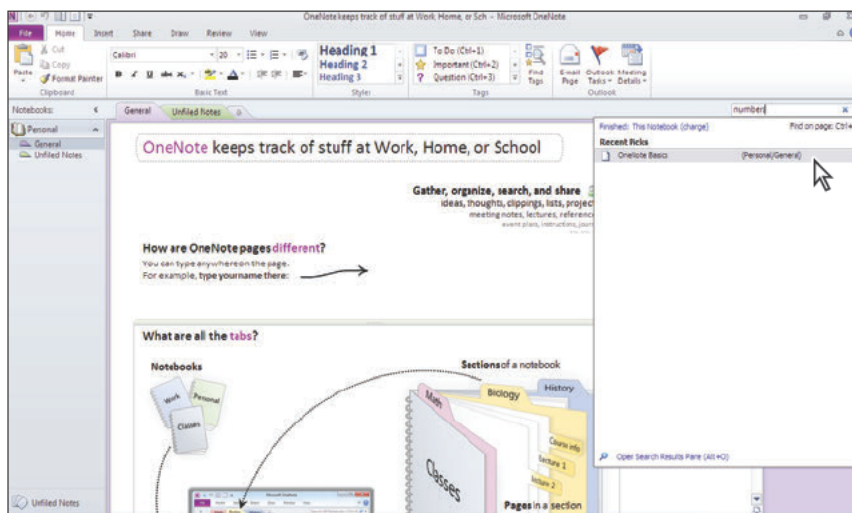 OneNote keeps track of stuff at Work, Home, or Sch - Microsoft OneNote
File Home Insert Share Draw Review View
Paste
Cut
Copy
Format Painter
Clipboard
Calibri 20
B I U abc
Basic Text
Heading 1
Heading 2
Heading 3
Styles
To Do (Ctrl+1)
Important (Ctrl+2)
Question (Ctrl+3)
Find Tags
Tags
E-mail Page
Outlook Tasks
Meeting Details
Outlook
Notebooks:
General Unfiled Notes
number
Personal
General
Unfiled Notes
Finished: This Notebook (change) Find on page: Ctrl+
Recent Picks
OneNote Basics (Personal/General)
OneNote keeps track of stuff at Work, Home, or School
Gather, organize, search, and share
ideas, thoughts, clippings, lists, project
meeting notes, lectures, reference
event plans, instructions, journ
How are OneNote pages different?
You can type anywhere on the page.
For example, type your name there:
What are all the tabs?
Notebooks
Work
Personal
Classes
Sections of a notebook
Math
Biology
History
Course info
Lecture 1
lecture 2
Classes
Pages in a section
Open Search Results Pane (Alt+O)
Unfiled Notes